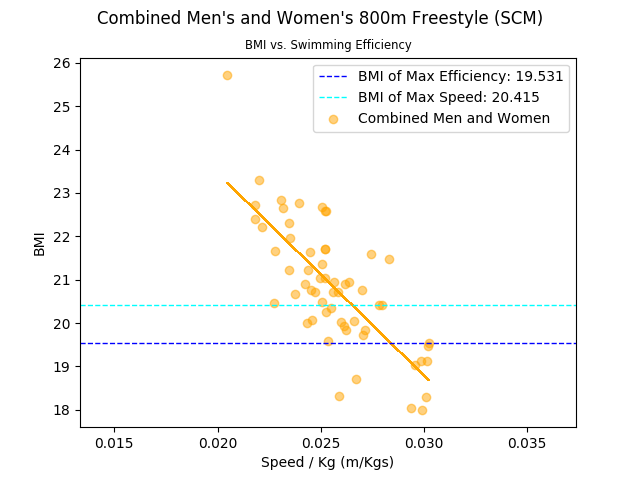 Combined Men's and Women's 800m Freestyle (SCM)
BMI vs. Swimming Efficiency
BMI of Max Efficiency: 19.531
BMI of Max Speed: 20.415
Combined Men and Women
26
25
24
23
22
21
20
19
18
BMI
0.015
0.020
0.025
0.030
0.035
Speed / Kg (m/Kgs)